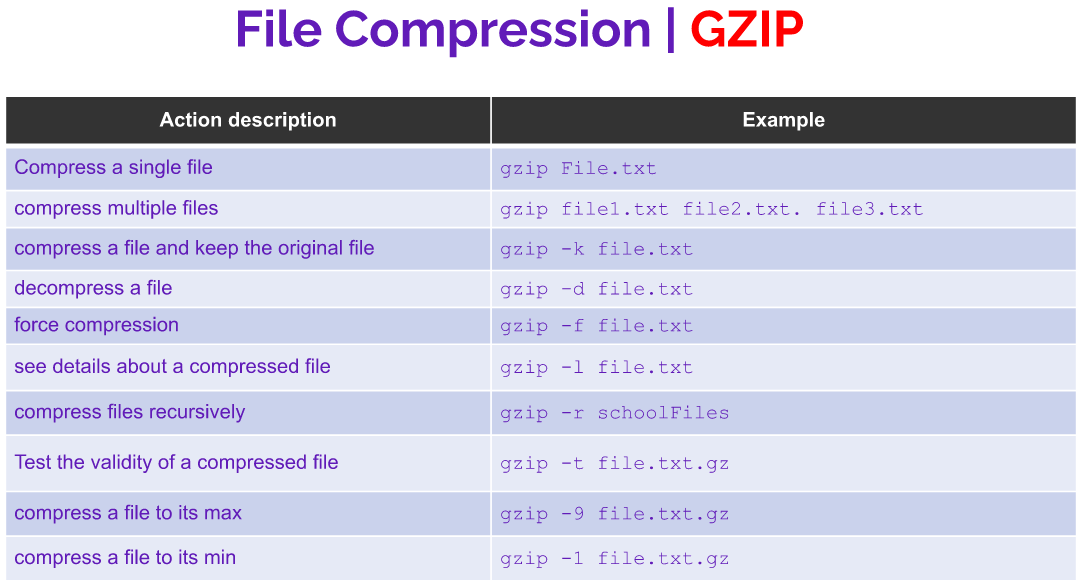 File Compression | GZIP
Action description Example
Compress a single file gzip File.txt
compress multiple files gzip file1.txt file2.txt. file3.txt
compress a file and keep the original file gzip -k file.txt
decompress a file gzip -d file.txt
force compression gzip -f file.txt
see details about a compressed file gzip -l file.txt
compress files recursively gzip -r schoolFiles
Test the validity of a compressed file gzip -t file.txt.gz
compress a file to its max gzip -9 file.txt.gz
compress a file to its min gzip -1 file.txt.gz